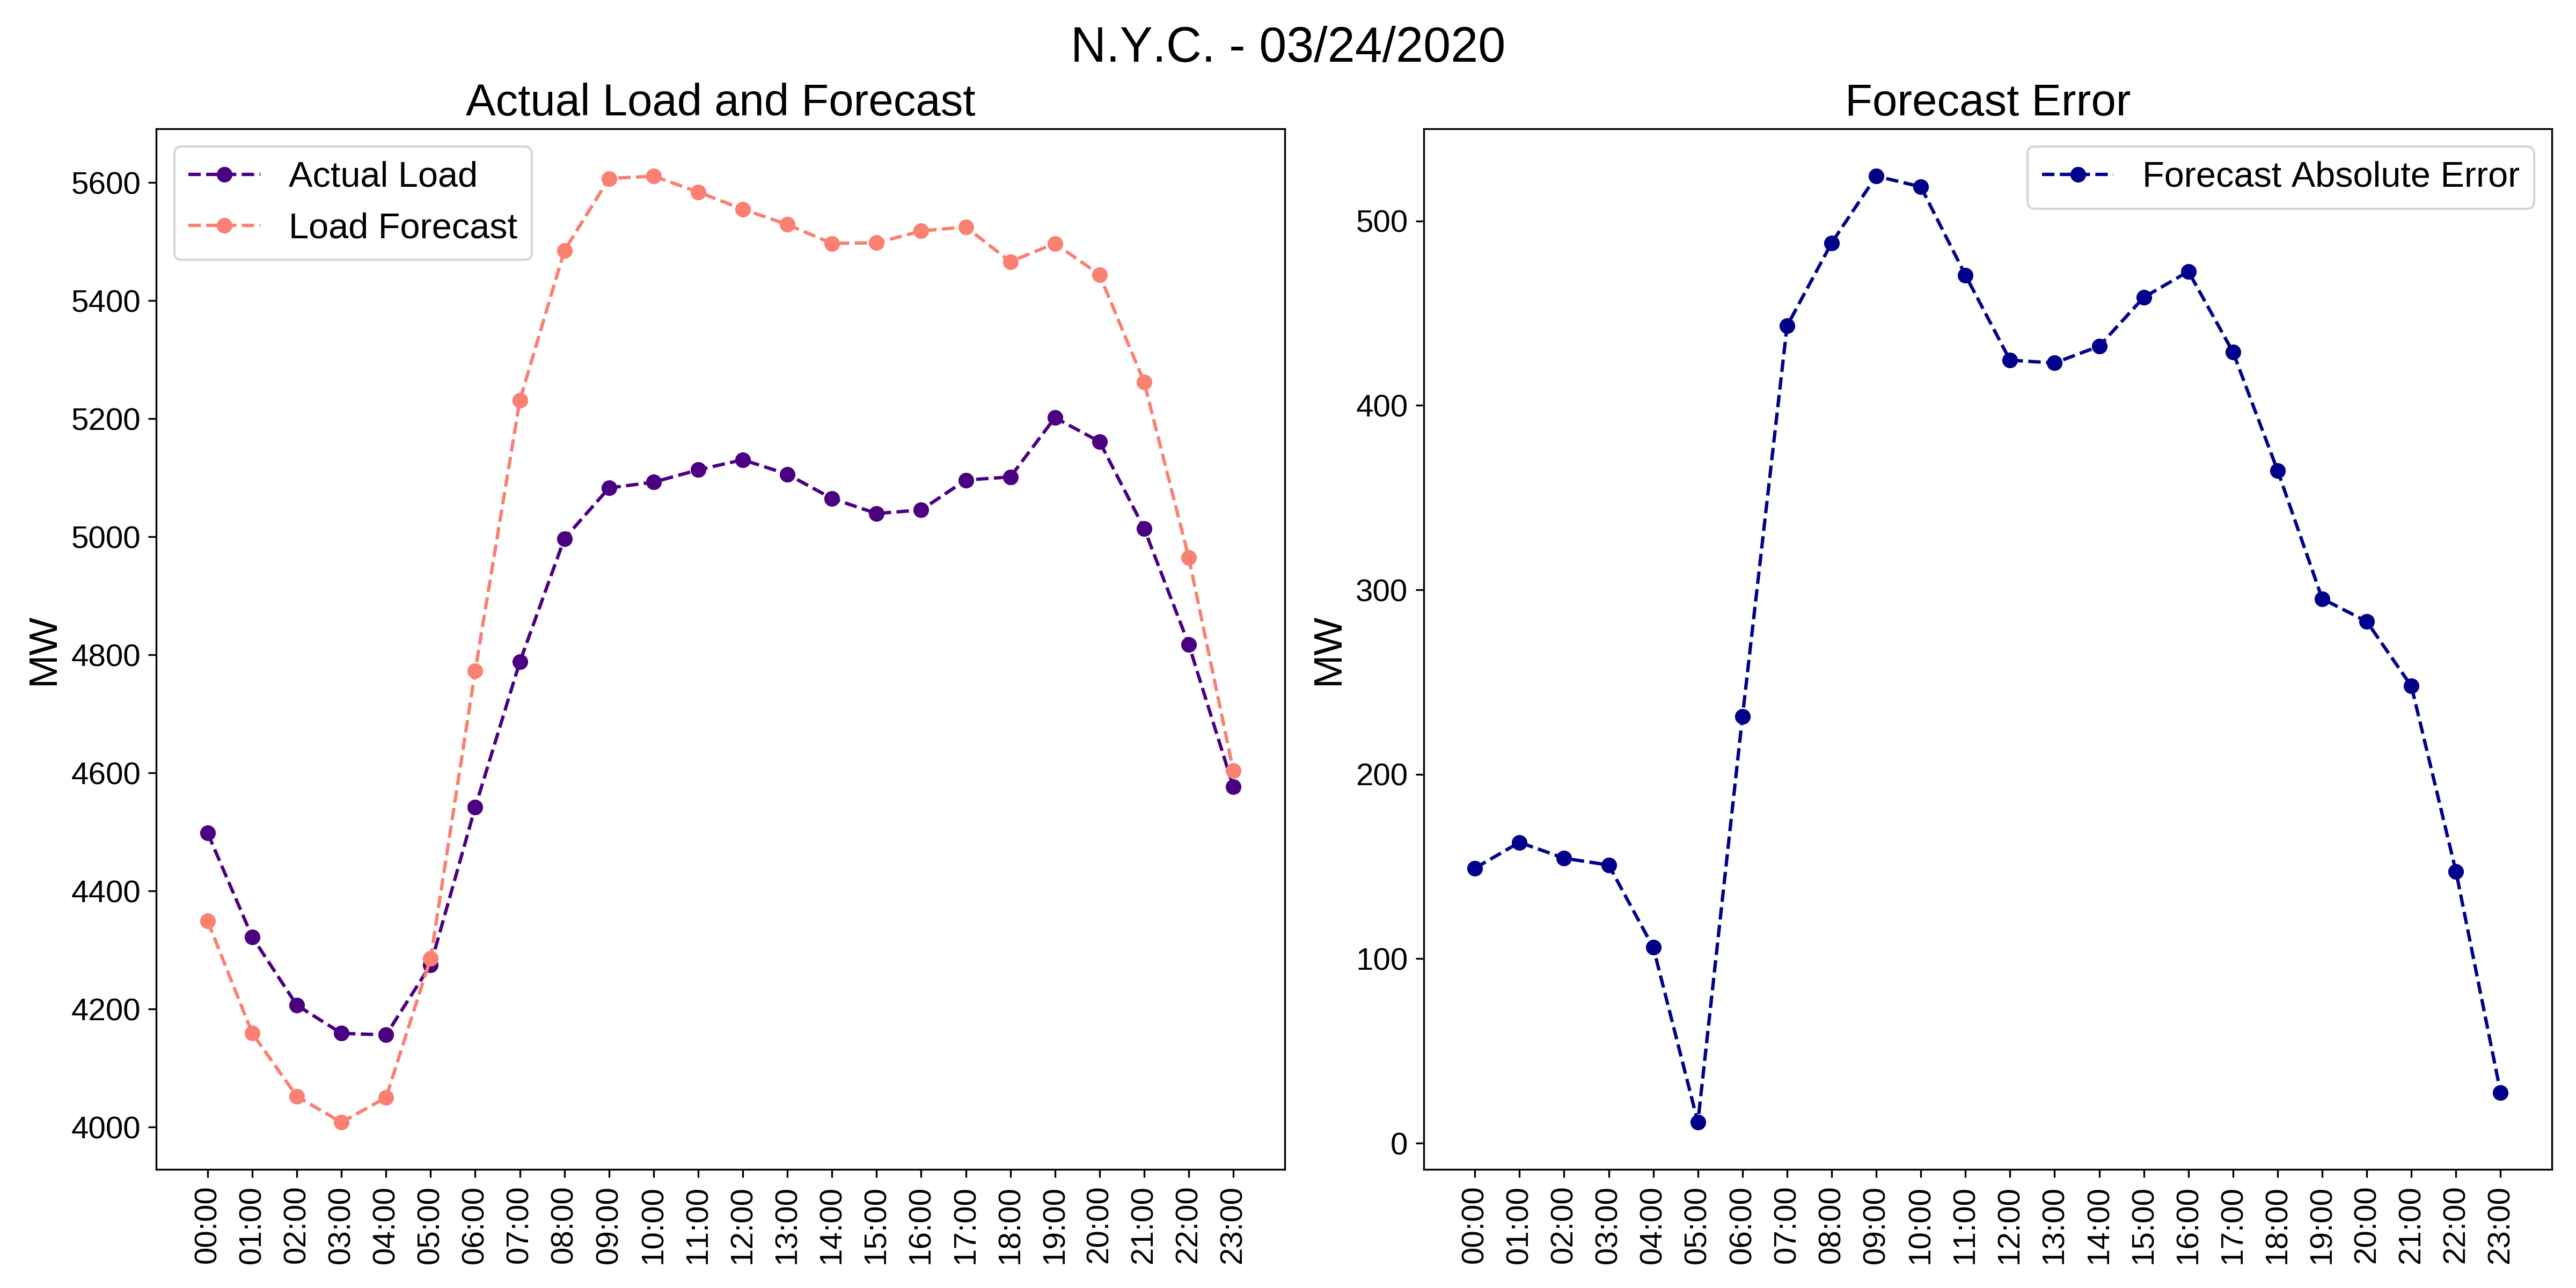 N.Y.C. - 03/24/2020
Actual Load and Forecast
Actual Load
Load Forecast
MW
5600
5400
5200
5000
4800
4600
4400
4200
4000
00:00 01:00 02:00 03:00 04:00 05:00 06:00 07:00 08:00 09:00 10:00 11:00 12:00 13:00 14:00 15:00 16:00 17:00 18:00 19:00 20:00 21:00 22:00 23:00
Forecast Error
Forecast Absolute Error
MW
500
400
300
200
100
0
00:00 01:00 02:00 03:00 04:00 05:00 06:00 07:00 08:00 09:00 10:00 11:00 12:00 13:00 14:00 15:00 16:00 17:00 18:00 19:00 20:00 21:00 22:00 23:00